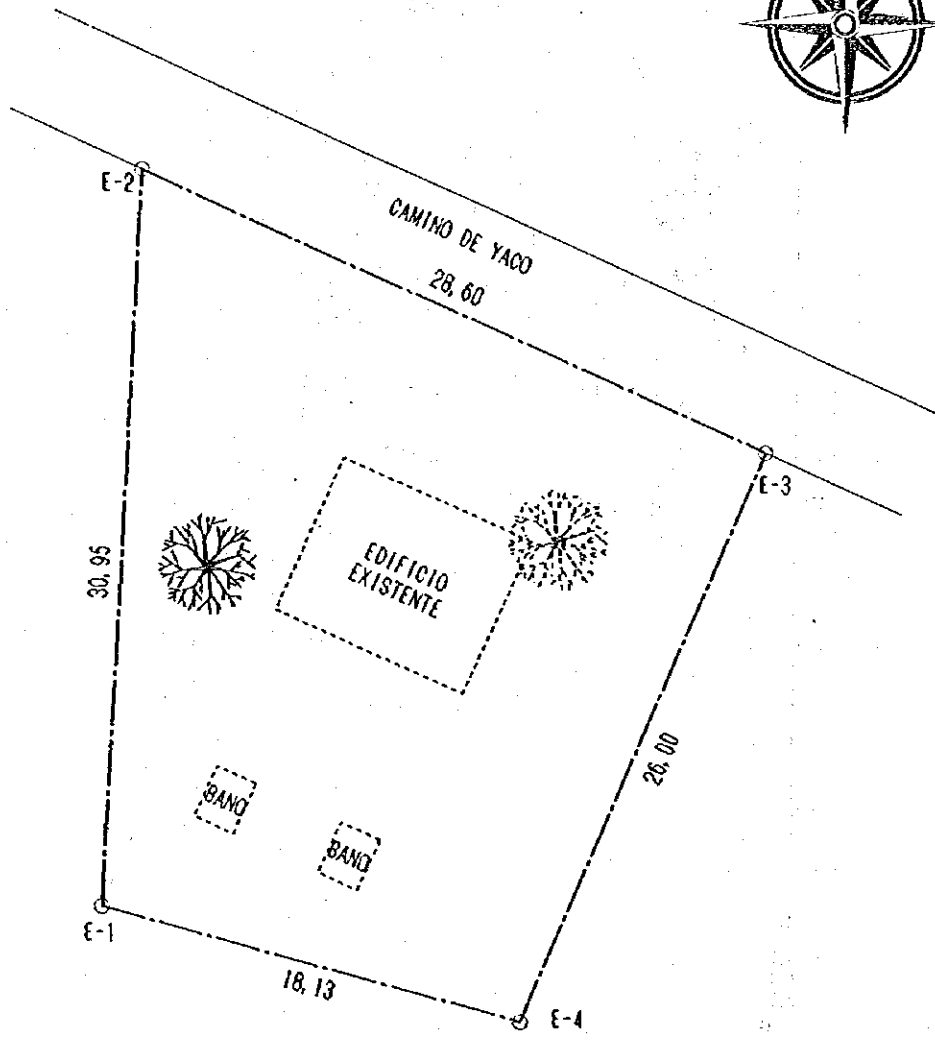 E-2
CAMINO DE YACO
28,60
E-3
EDIFICIO
EXISTENTE
30,95
26,00
BANO
BANO
E-1
18,13
E-4